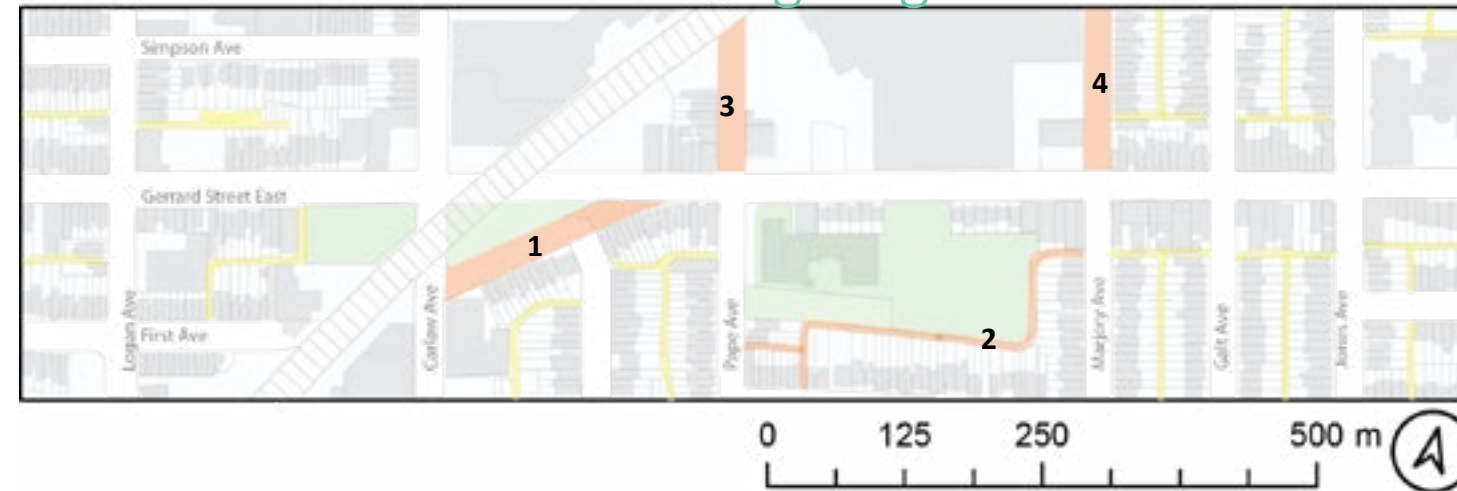 Simpson Ave
3
4
Gerrard Street East
1
Logan Ave
First Ave
Carlaw Ave
Pape Ave
2
Marjory Ave
Galt Ave
Jones Ave
0 125 250 500 m